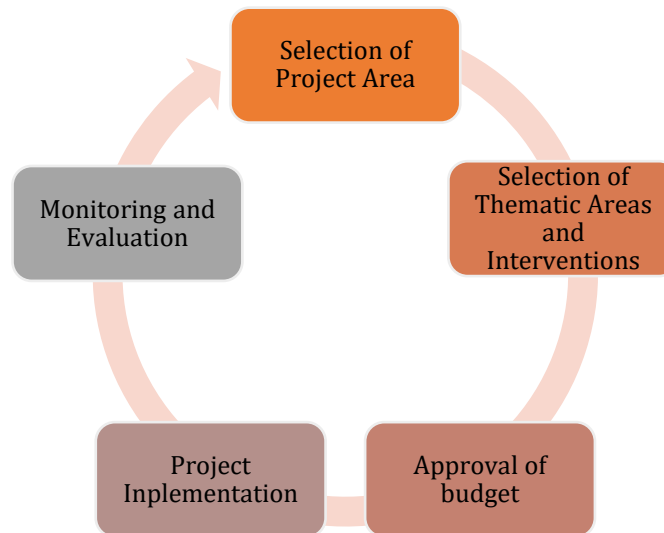 Selection of
Project Area
Selection of
Thematic Areas
and
Interventions
Approval of
budget
Project
Inplementation
Monitoring and
Evaluation